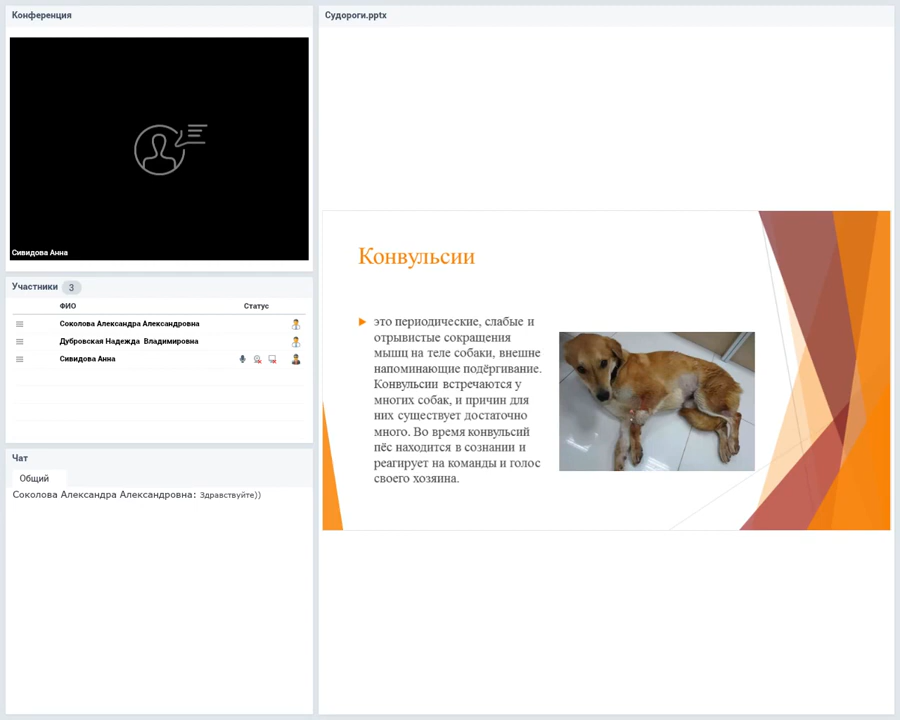 Конференция
Сивидова Анна
Участники 3
ФИО Статус
Соколова Александра Александровна
Дубровская Надежда Владимировна
Сивидова Анна
Чат
Общий
Соколова Александра Александровна: Здравствуйте))
Судороги.pptx
Конвульсии
это периодические, слабые и
отрывистые сокращения
мышц на теле собаки, внешне
напоминающие подёргивание.
Конвульсии встречаются у
многих собак, и причин для
них существует достаточно
много. Во время конвульсий
пёс находится в сознании и
реагирует на команды и голос
своего хозяина.